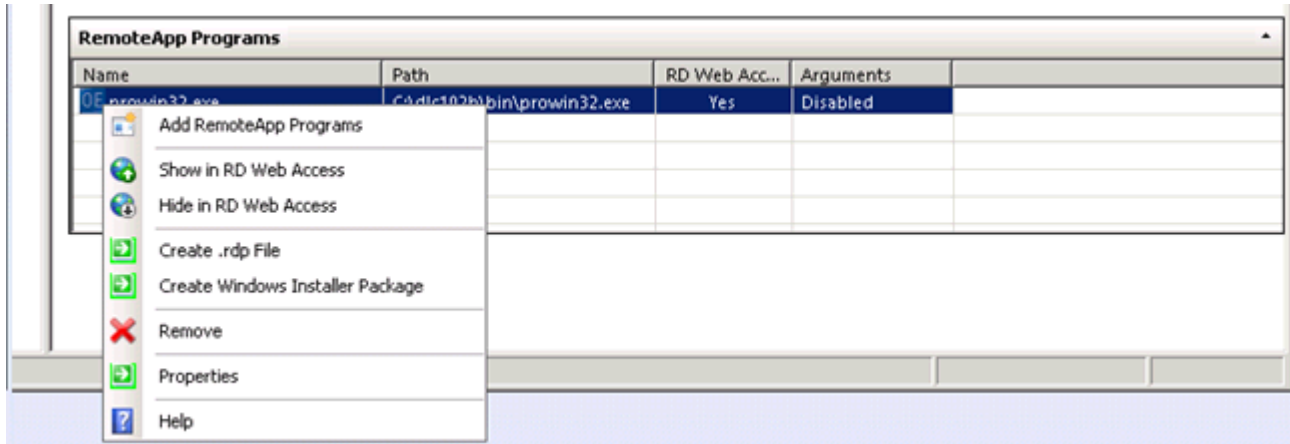 RemoteApp Programs
Name Path RD Web Acc... Arguments
OE prowin32.exe C:\dlc102b\bin\prowin32.exe Yes Disabled
Add RemoteApp Programs
Show in RD Web Access
Hide in RD Web Access
Create .rdp File
Create Windows Installer Package
Remove
Properties
? Help